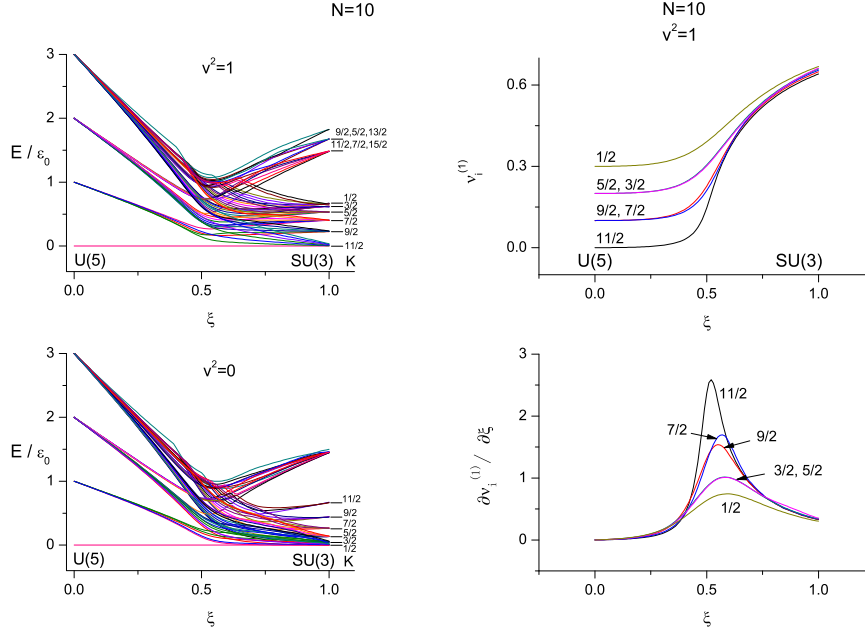 N=10
v²=1
3
2
1
0
E / ε₀
9/2,5/2,13/2
11/2,7/2,15/2
1/2
3/2
5/2
7/2
9/2
11/2
U(5)
SU(3)
K
0.0
0.5
1.0
ξ
v²=0
3
2
1
0
E / ε₀
11/2
9/2
7/2
5/2
3/2
1/2
U(5)
SU(3)
K
0.0
0.5
1.0
ξ
N=10
v²=1
0.6
0.3
0.0
νᵢ⁽¹⁾
1/2
5/2, 3/2
9/2, 7/2
11/2
U(5)
SU(3)
0.0
0.5
1.0
ξ
3
2
1
0
∂νᵢ⁽¹⁾ / ∂ξ
11/2
7/2
9/2
3/2, 5/2
1/2
0.0
0.5
1.0
ξ